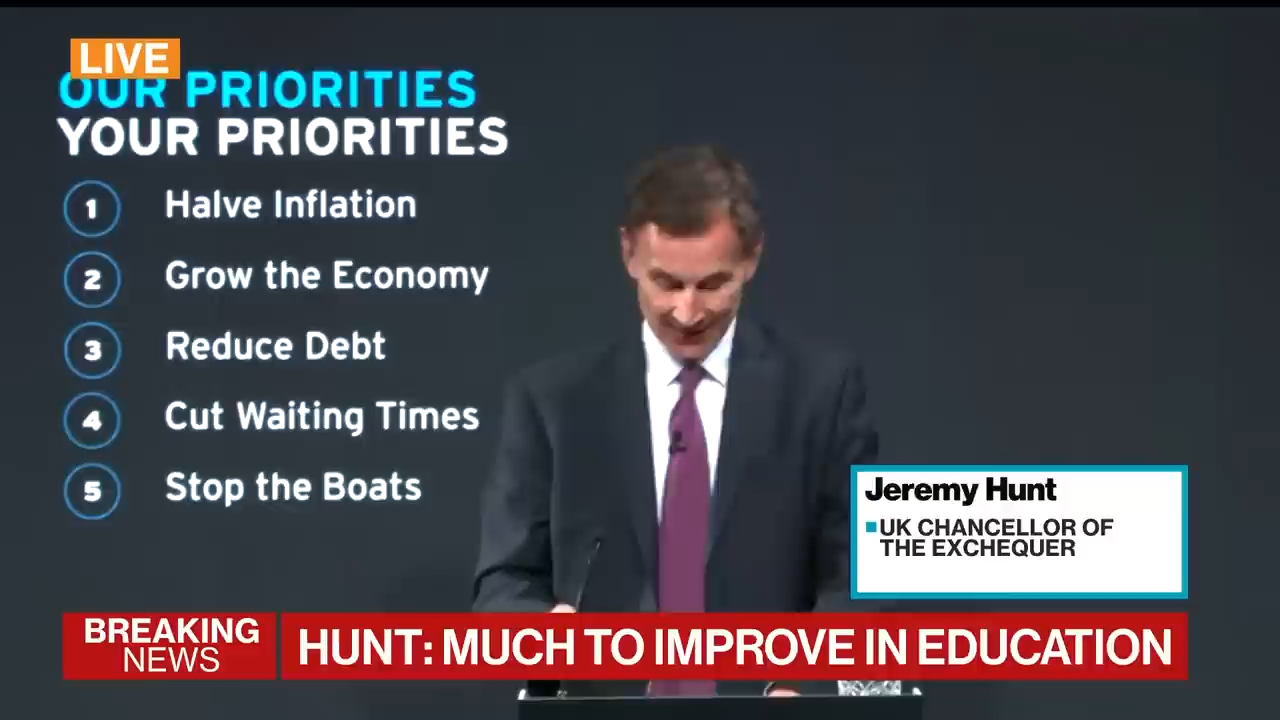 LIVE
OUR PRIORITIES
YOUR PRIORITIES
1 Halve Inflation
2 Grow the Economy
3 Reduce Debt
4 Cut Waiting Times
5 Stop the Boats
Jeremy Hunt
UK CHANCELLOR OF
THE EXCHEQUER
BREAKING
NEWS
HUNT: MUCH TO IMPROVE IN EDUCATION